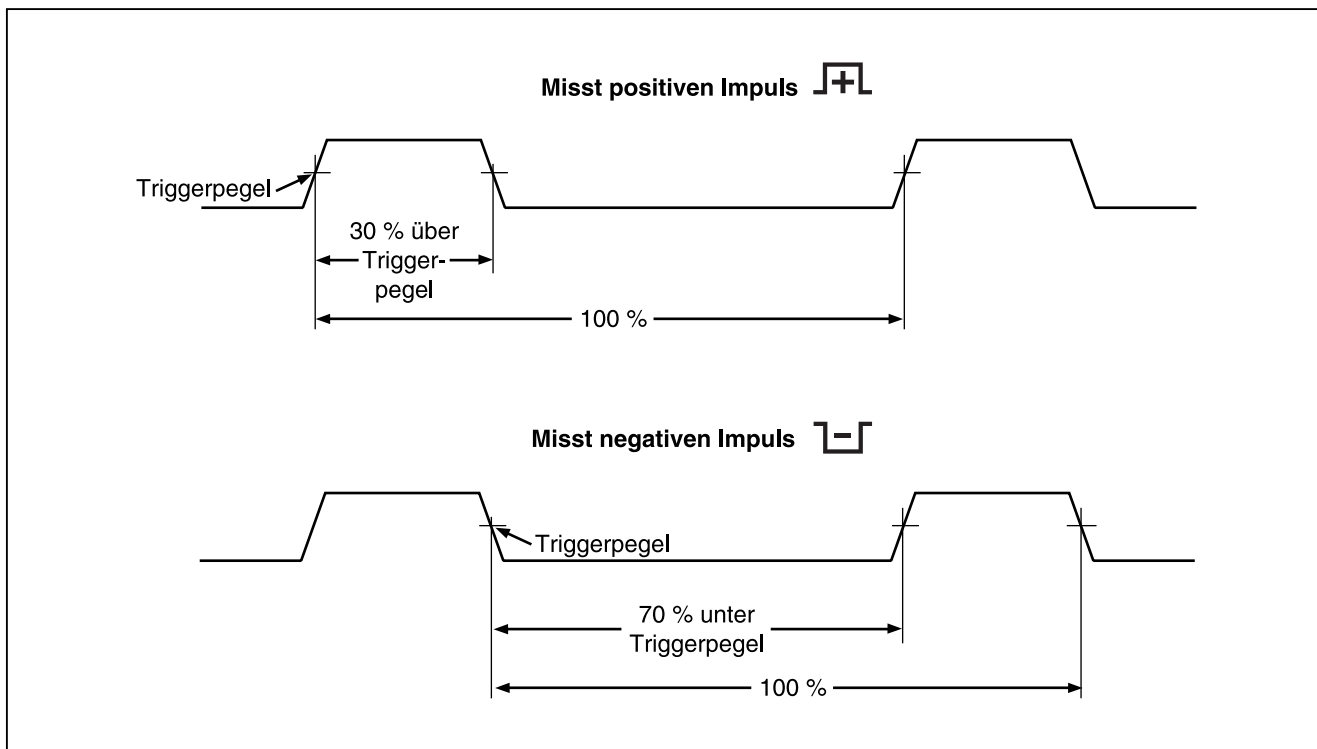 Misst positiven Impuls
Triggerpegel
30 % über
Trigger-
pegel
100 %
Misst negativen Impuls
Triggerpegel
70 % unter
Triggerpegel
100 %